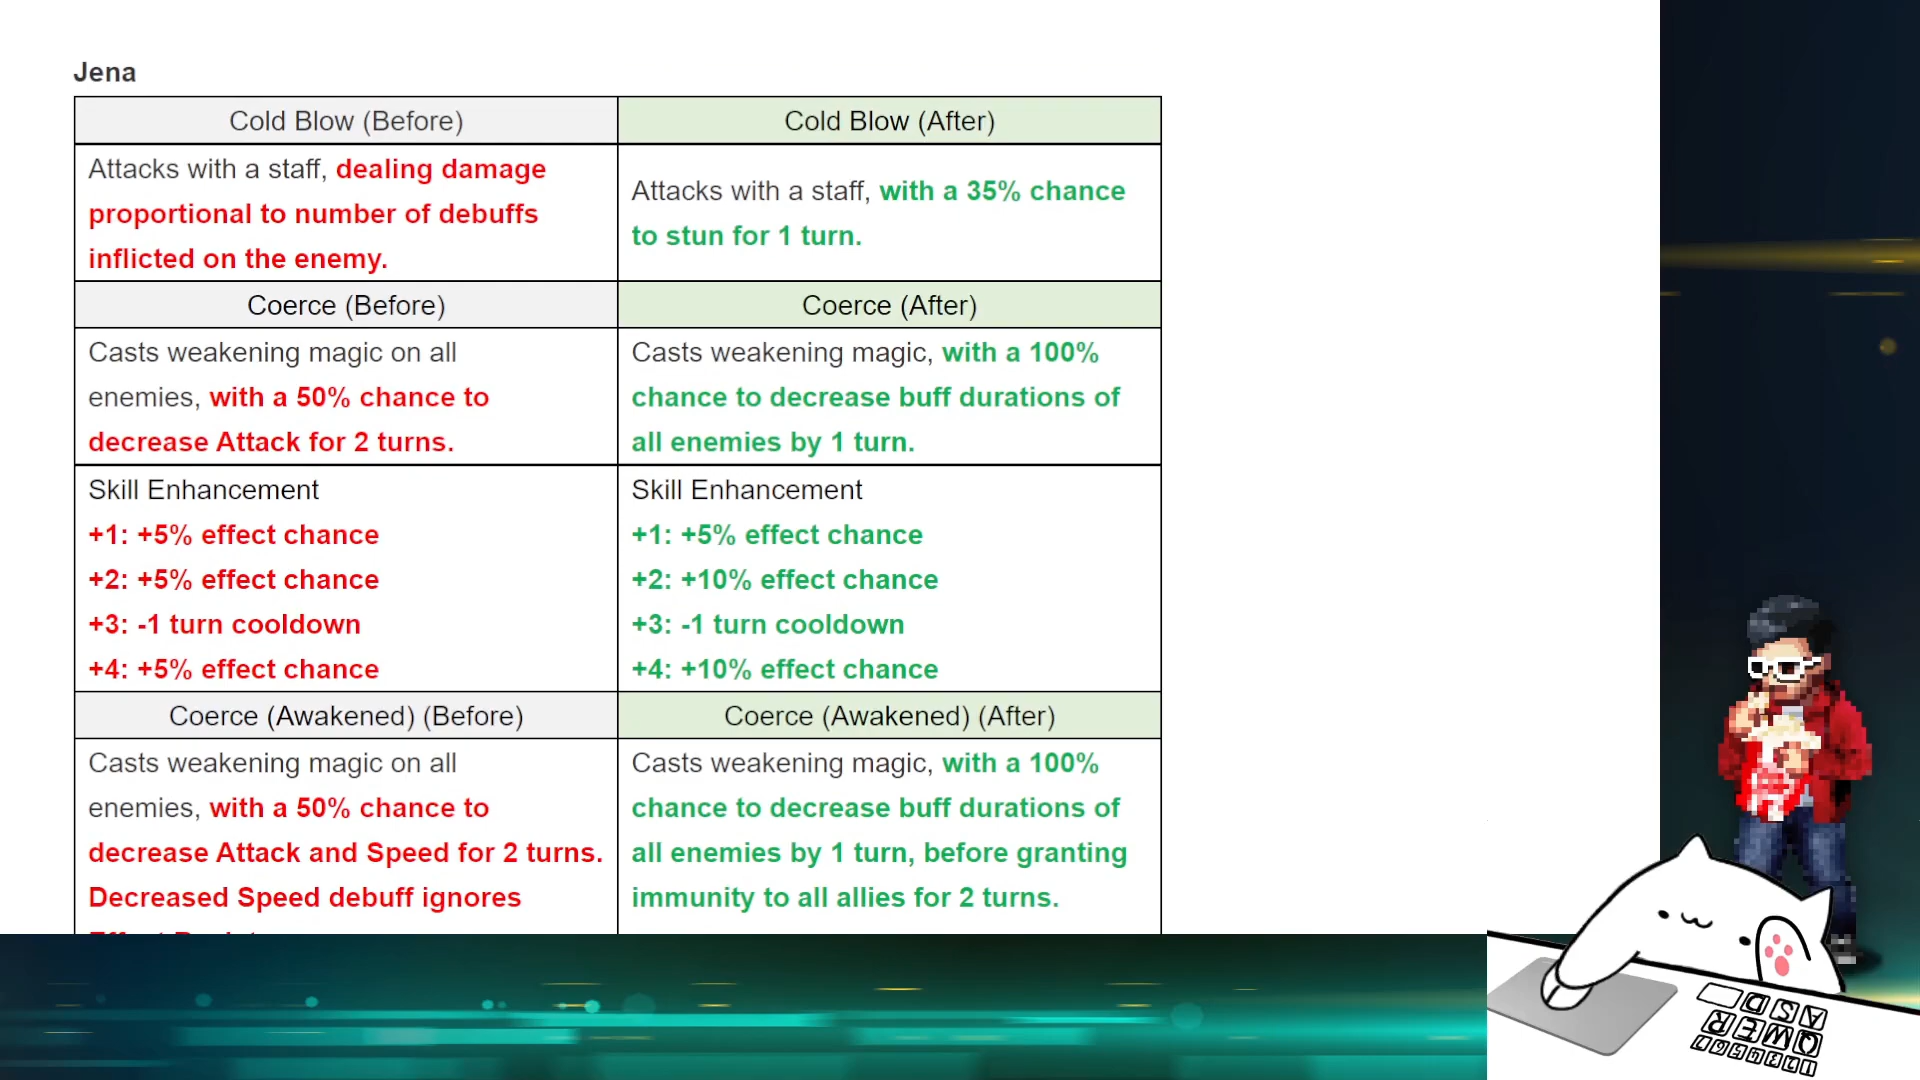 Jena
Cold Blow (Before)
Cold Blow (After)
Attacks with a staff, dealing damage
proportional to number of debuffs
inflicted on the enemy.
Attacks with a staff, with a 35% chance
to stun for 1 turn.
Coerce (Before)
Coerce (After)
Casts weakening magic on all
enemies, with a 50% chance to
decrease Attack for 2 turns.
Casts weakening magic, with a 100%
chance to decrease buff durations of
all enemies by 1 turn.
Skill Enhancement
+1: +5% effect chance
+2: +5% effect chance
+3: -1 turn cooldown
+4: +5% effect chance
Skill Enhancement
+1: +5% effect chance
+2: +10% effect chance
+3: -1 turn cooldown
+4: +10% effect chance
Coerce (Awakened) (Before)
Coerce (Awakened) (After)
Casts weakening magic on all
enemies, with a 50% chance to
decrease Attack and Speed for 2 turns.
Decreased Speed debuff ignores
Casts weakening magic, with a 100%
chance to decrease buff durations of
all enemies by 1 turn, before granting
immunity to all allies for 2 turns.
D S A
R E W Q
7 6 5 4 3 2 1